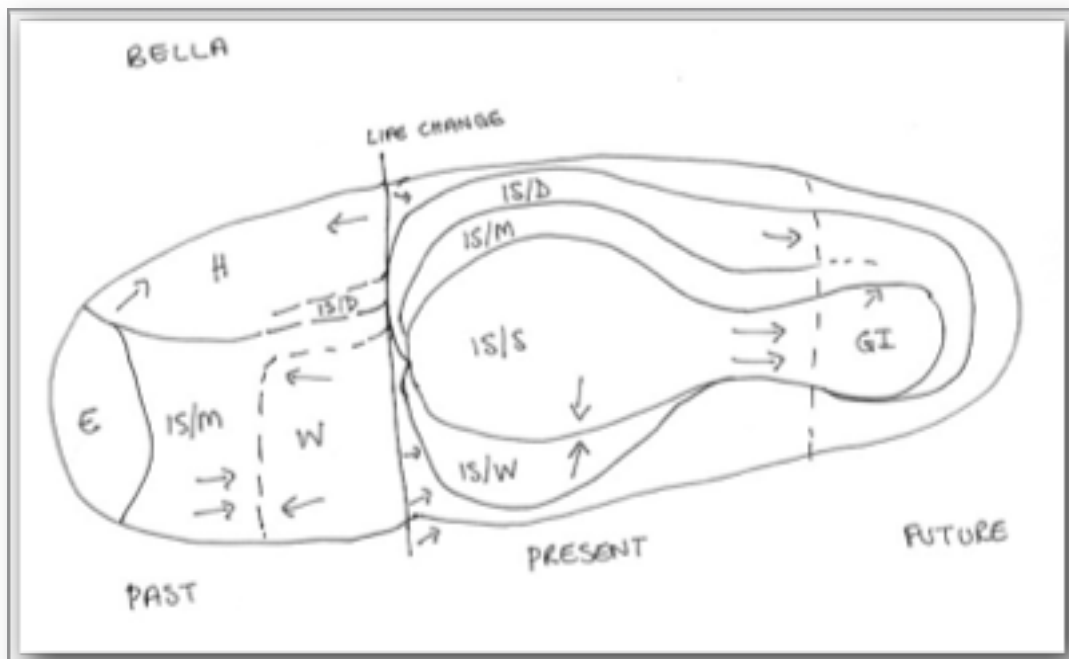 BELLA
LIFE CHANGE
IS/D
IS/M
H
IS/D
IS/S
GI
E
IS/M
W
IS/W
PRESENT
FUTURE
PAST